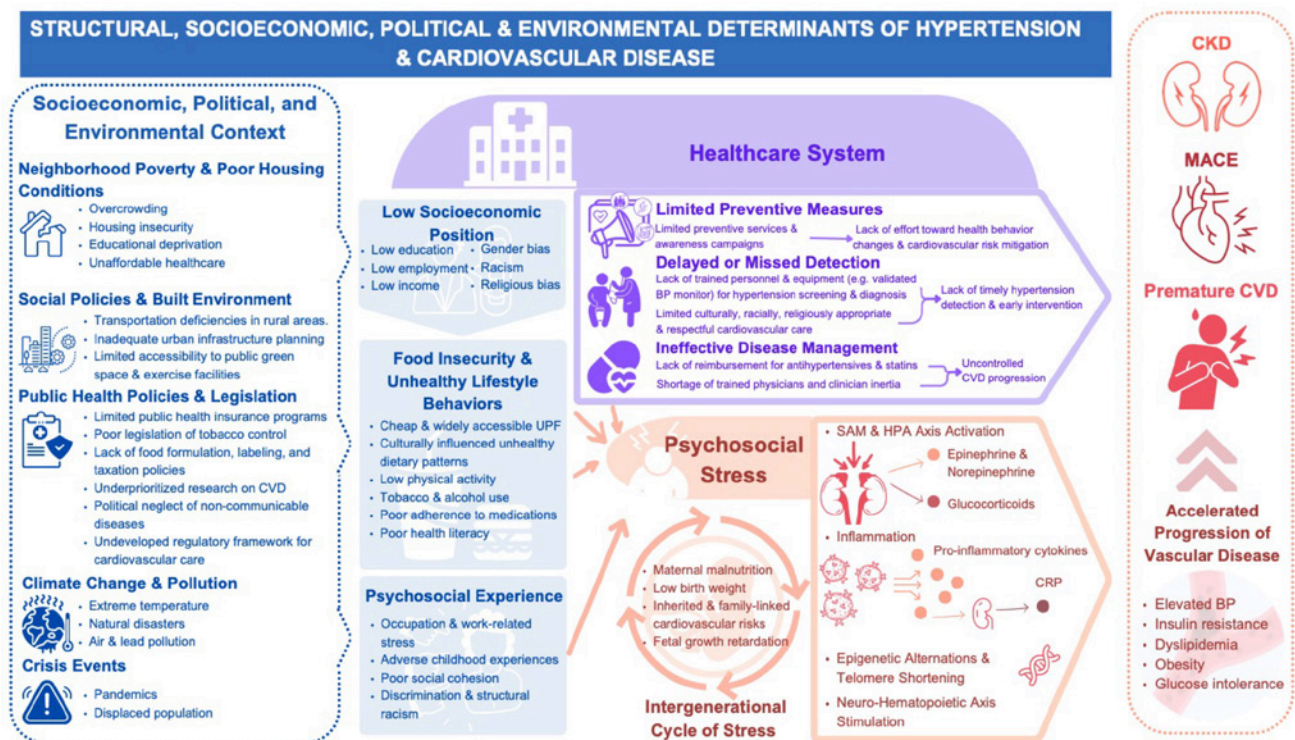 STRUCTURAL, SOCIOECONOMIC, POLITICAL & ENVIRONMENTAL DETERMINANTS OF HYPERTENSION
& CARDIOVASCULAR DISEASE
Socioeconomic, Political, and
Environmental Context
Neighborhood Poverty & Poor Housing
Conditions
• Overcrowding
• Housing insecurity
• Educational deprivation
• Unaffordable healthcare
Social Policies & Built Environment
• Transportation deficiencies in rural areas.
• Inadequate urban infrastructure planning
• Limited accessibility to public green
space & exercise facilities
Public Health Policies & Legislation
• Limited public health insurance programs
• Poor legislation of tobacco control
• Lack of food formulation, labeling, and
taxation policies
• Underprioritized research on CVD
• Political neglect of non-communicable
diseases
• Undeveloped regulatory framework for
cardiovascular care
Climate Change & Pollution
• Extreme temperature
• Natural disasters
• Air & lead pollution
Crisis Events
• Pandemics
• Displaced population
Low Socioeconomic
Position
• Low education
• Low employment
• Low income
• Gender bias
• Racism
• Religious bias
Food Insecurity &
Unhealthy Lifestyle
Behaviors
• Cheap & widely accessible UPF
• Culturally influenced unhealthy
dietary patterns
• Low physical activity
• Tobacco & alcohol use
• Poor adherence to medications
• Poor health literacy
Psychosocial Experience
• Occupation & work-related
stress
• Adverse childhood experiences
• Poor social cohesion
• Discrimination & structural
racism
Healthcare System
Limited Preventive Measures
Limited preventive services &
awareness campaigns
Lack of effort toward health behavior
changes & cardiovascular risk mitigation
Delayed or Missed Detection
Lack of trained personnel & equipment (e.g. validated
BP monitor) for hypertension screening & diagnosis
Limited culturally, racially, religiously appropriate
& respectful cardiovascular care
Lack of timely hypertension
detection & early intervention
Ineffective Disease Management
Lack of reimbursement for antihypertensives & statins
Shortage of trained physicians and clinician inertia
Uncontrolled
CVD progression
Psychosocial
Stress
• Maternal malnutrition
• Low birth weight
• Inherited & family-linked
cardiovascular risks
• Fetal growth retardation
Intergenerational
Cycle of Stress
• SAM & HPA Axis Activation
Epinephrine &
Norepinephrine
Glucocorticoids
• Inflammation
Pro-inflammatory cytokines
CRP
• Epigenetic Alternations &
Telomere Shortening
• Neuro-Hematopoietic Axis
Stimulation
CKD
MACE
Premature CVD
Accelerated
Progression of
Vascular Disease
• Elevated BP
• Insulin resistance
• Dyslipidemia
• Obesity
• Glucose intolerance